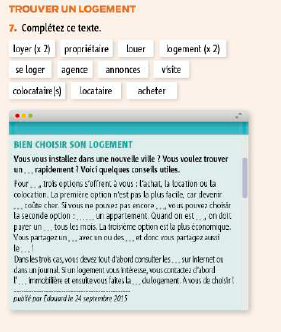 TROUVER UN LOGEMENT
7. Complétez ce texte.
loyer (x 2) propriétaire louer logement (x 2)
se loger agence annonces visite
colocataire(s) locataire acheter
BIEN CHOISIR SON LOGEMENT
Vous vous installez dans une nouvelle ville ? Vous voulez trouver
un ... rapidement ? Voici quelques conseils utiles.
Pour ..., trois options s'offrent à vous : l'achat, la location ou la
colocation. La première option n'est pas la plus facile, car devenir
... coûte cher. Si vous ne pouvez pas encore ..., vous pouvez choisir
la seconde option : ... ... un appartement. Quand on est ..., on doit
payer un ... tous les mois. La troisième option est la plus économique.
Vous partagez un ... avec un ou des ... et donc vous partagez aussi
le ... !
Dans les trois cas, vous devez tout d'abord consulter les ... sur Internet ou
dans un journal. Si un logement vous intéresse, vous contactez d'abord
l'... immobilière et ensuite vous faites la ... du logement. À vous de choisir !
publié par Édouard le 24 septembre 2015